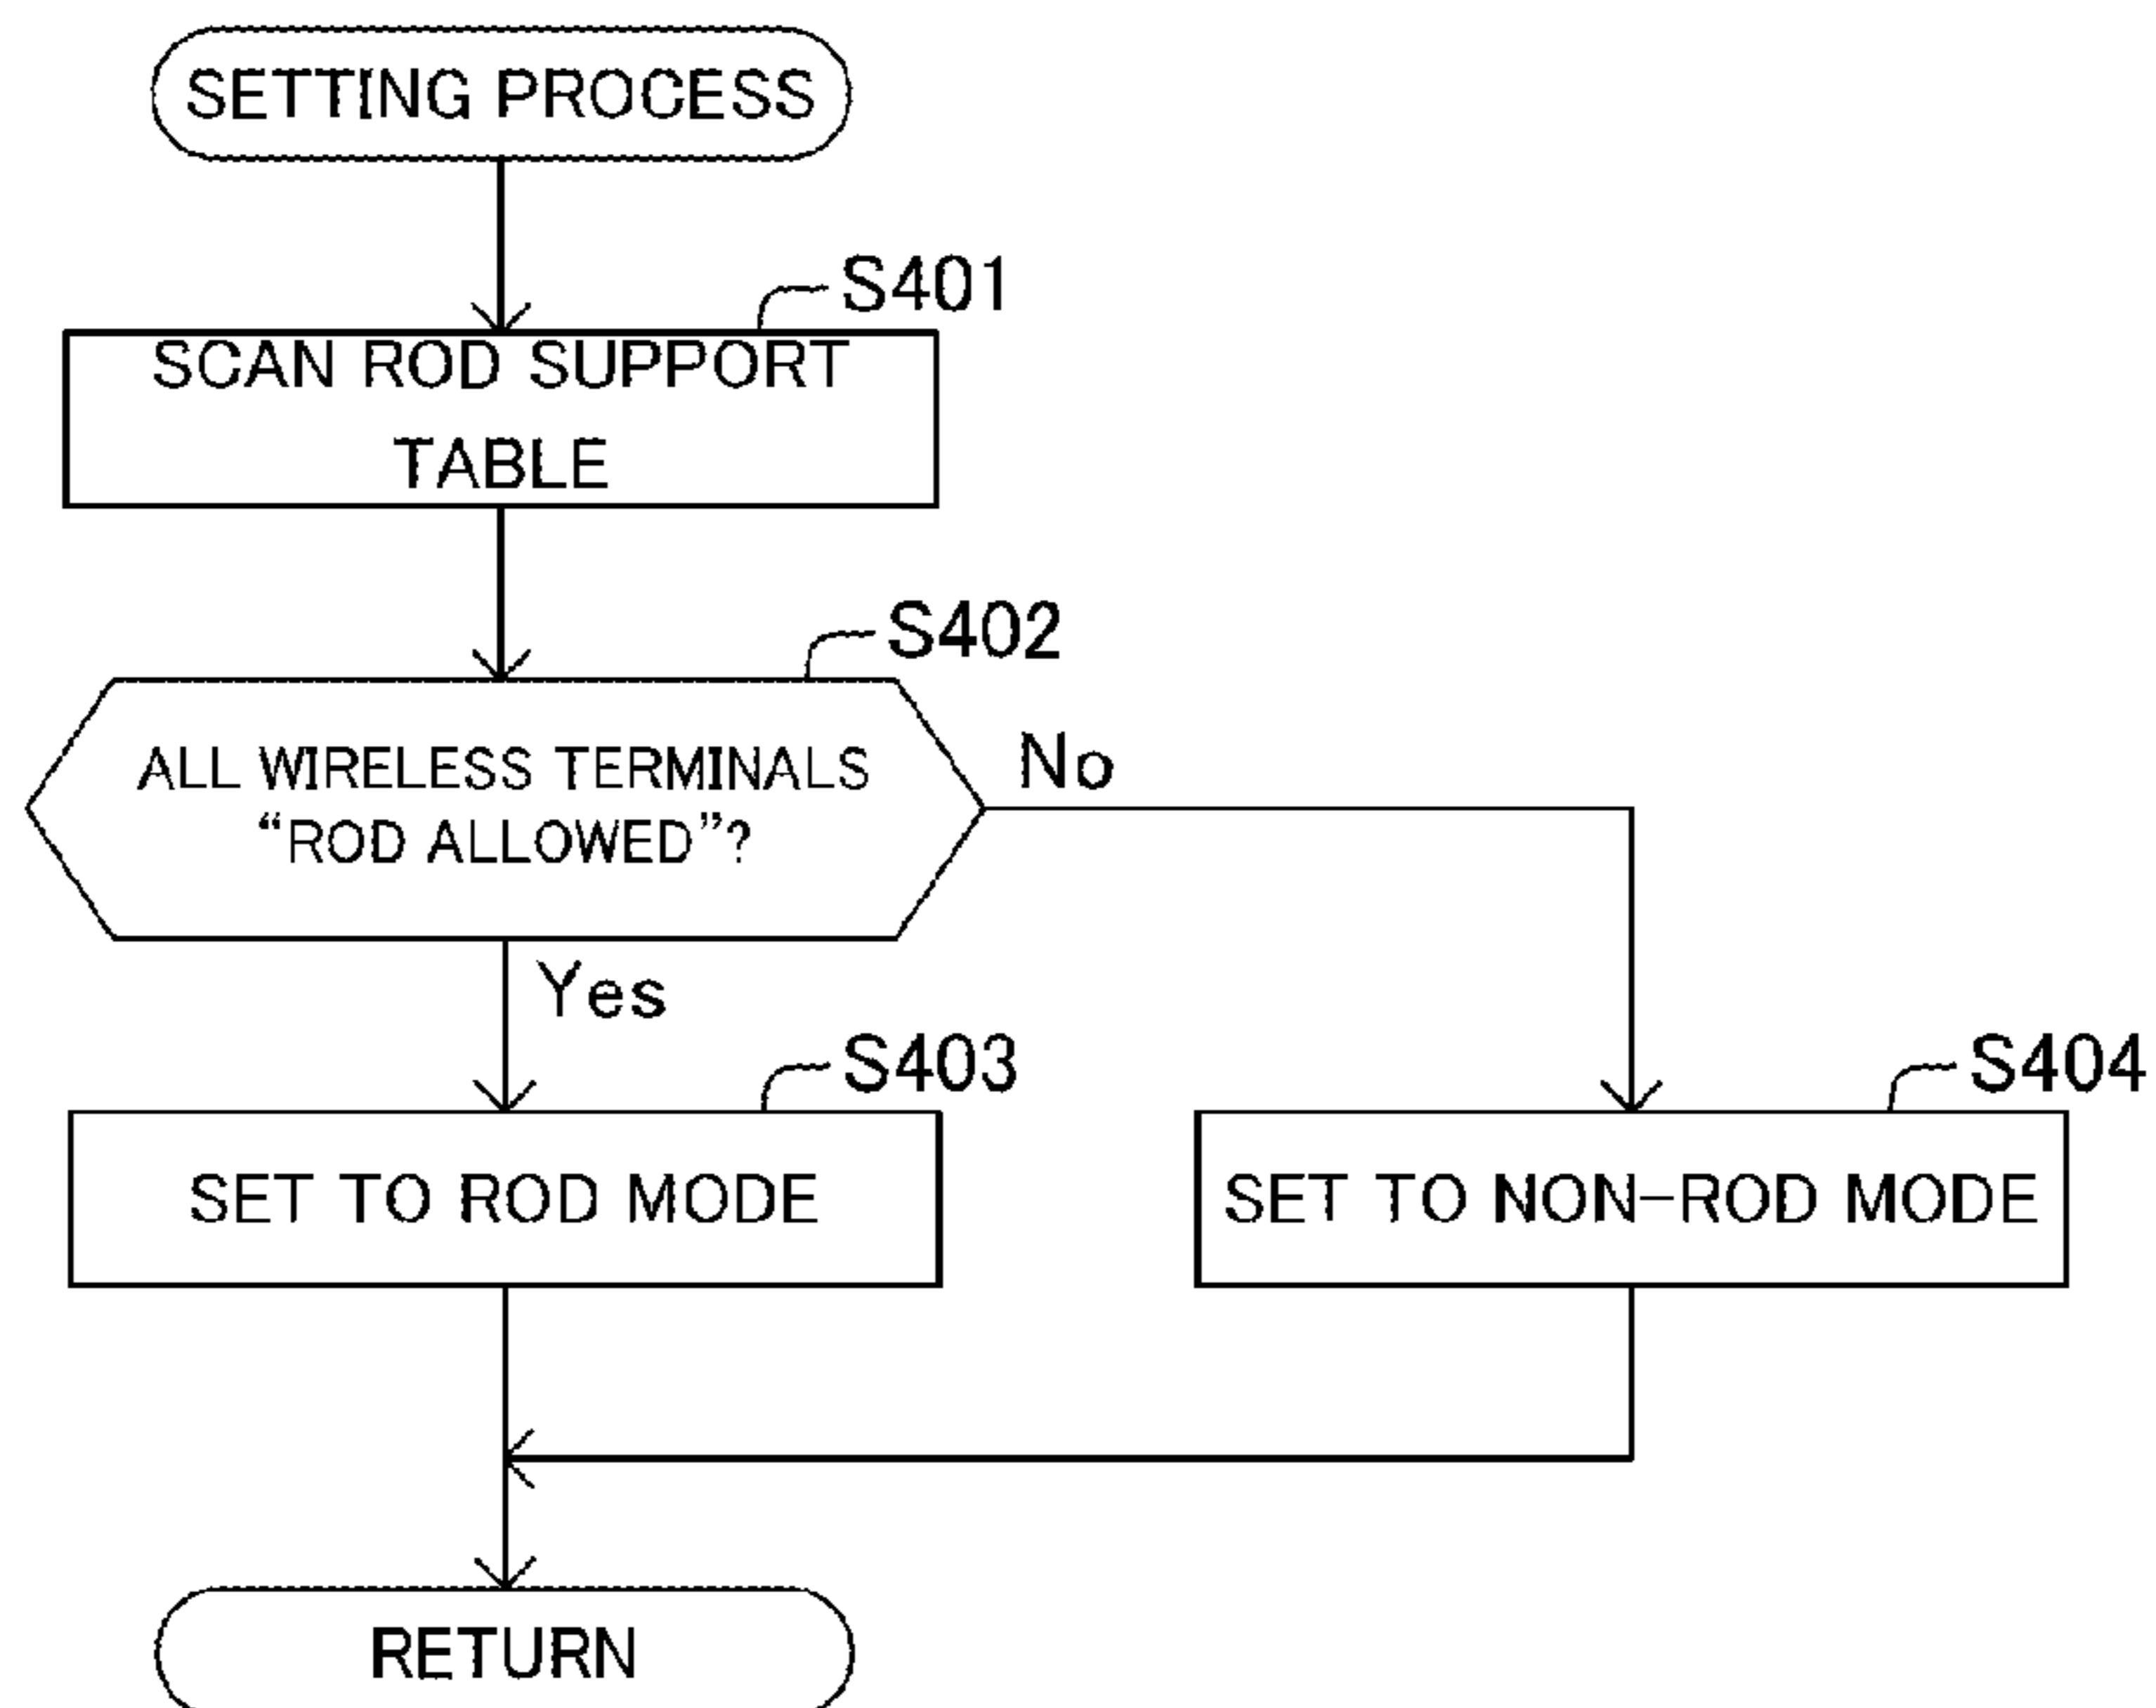 SETTING PROCESS
S401
SCAN ROD SUPPORT
TABLE
S402
ALL WIRELESS TERMINALS
“ROD ALLOWED”?
No
Yes
S403
S404
SET TO ROD MODE
SET TO NON-ROD MODE
RETURN